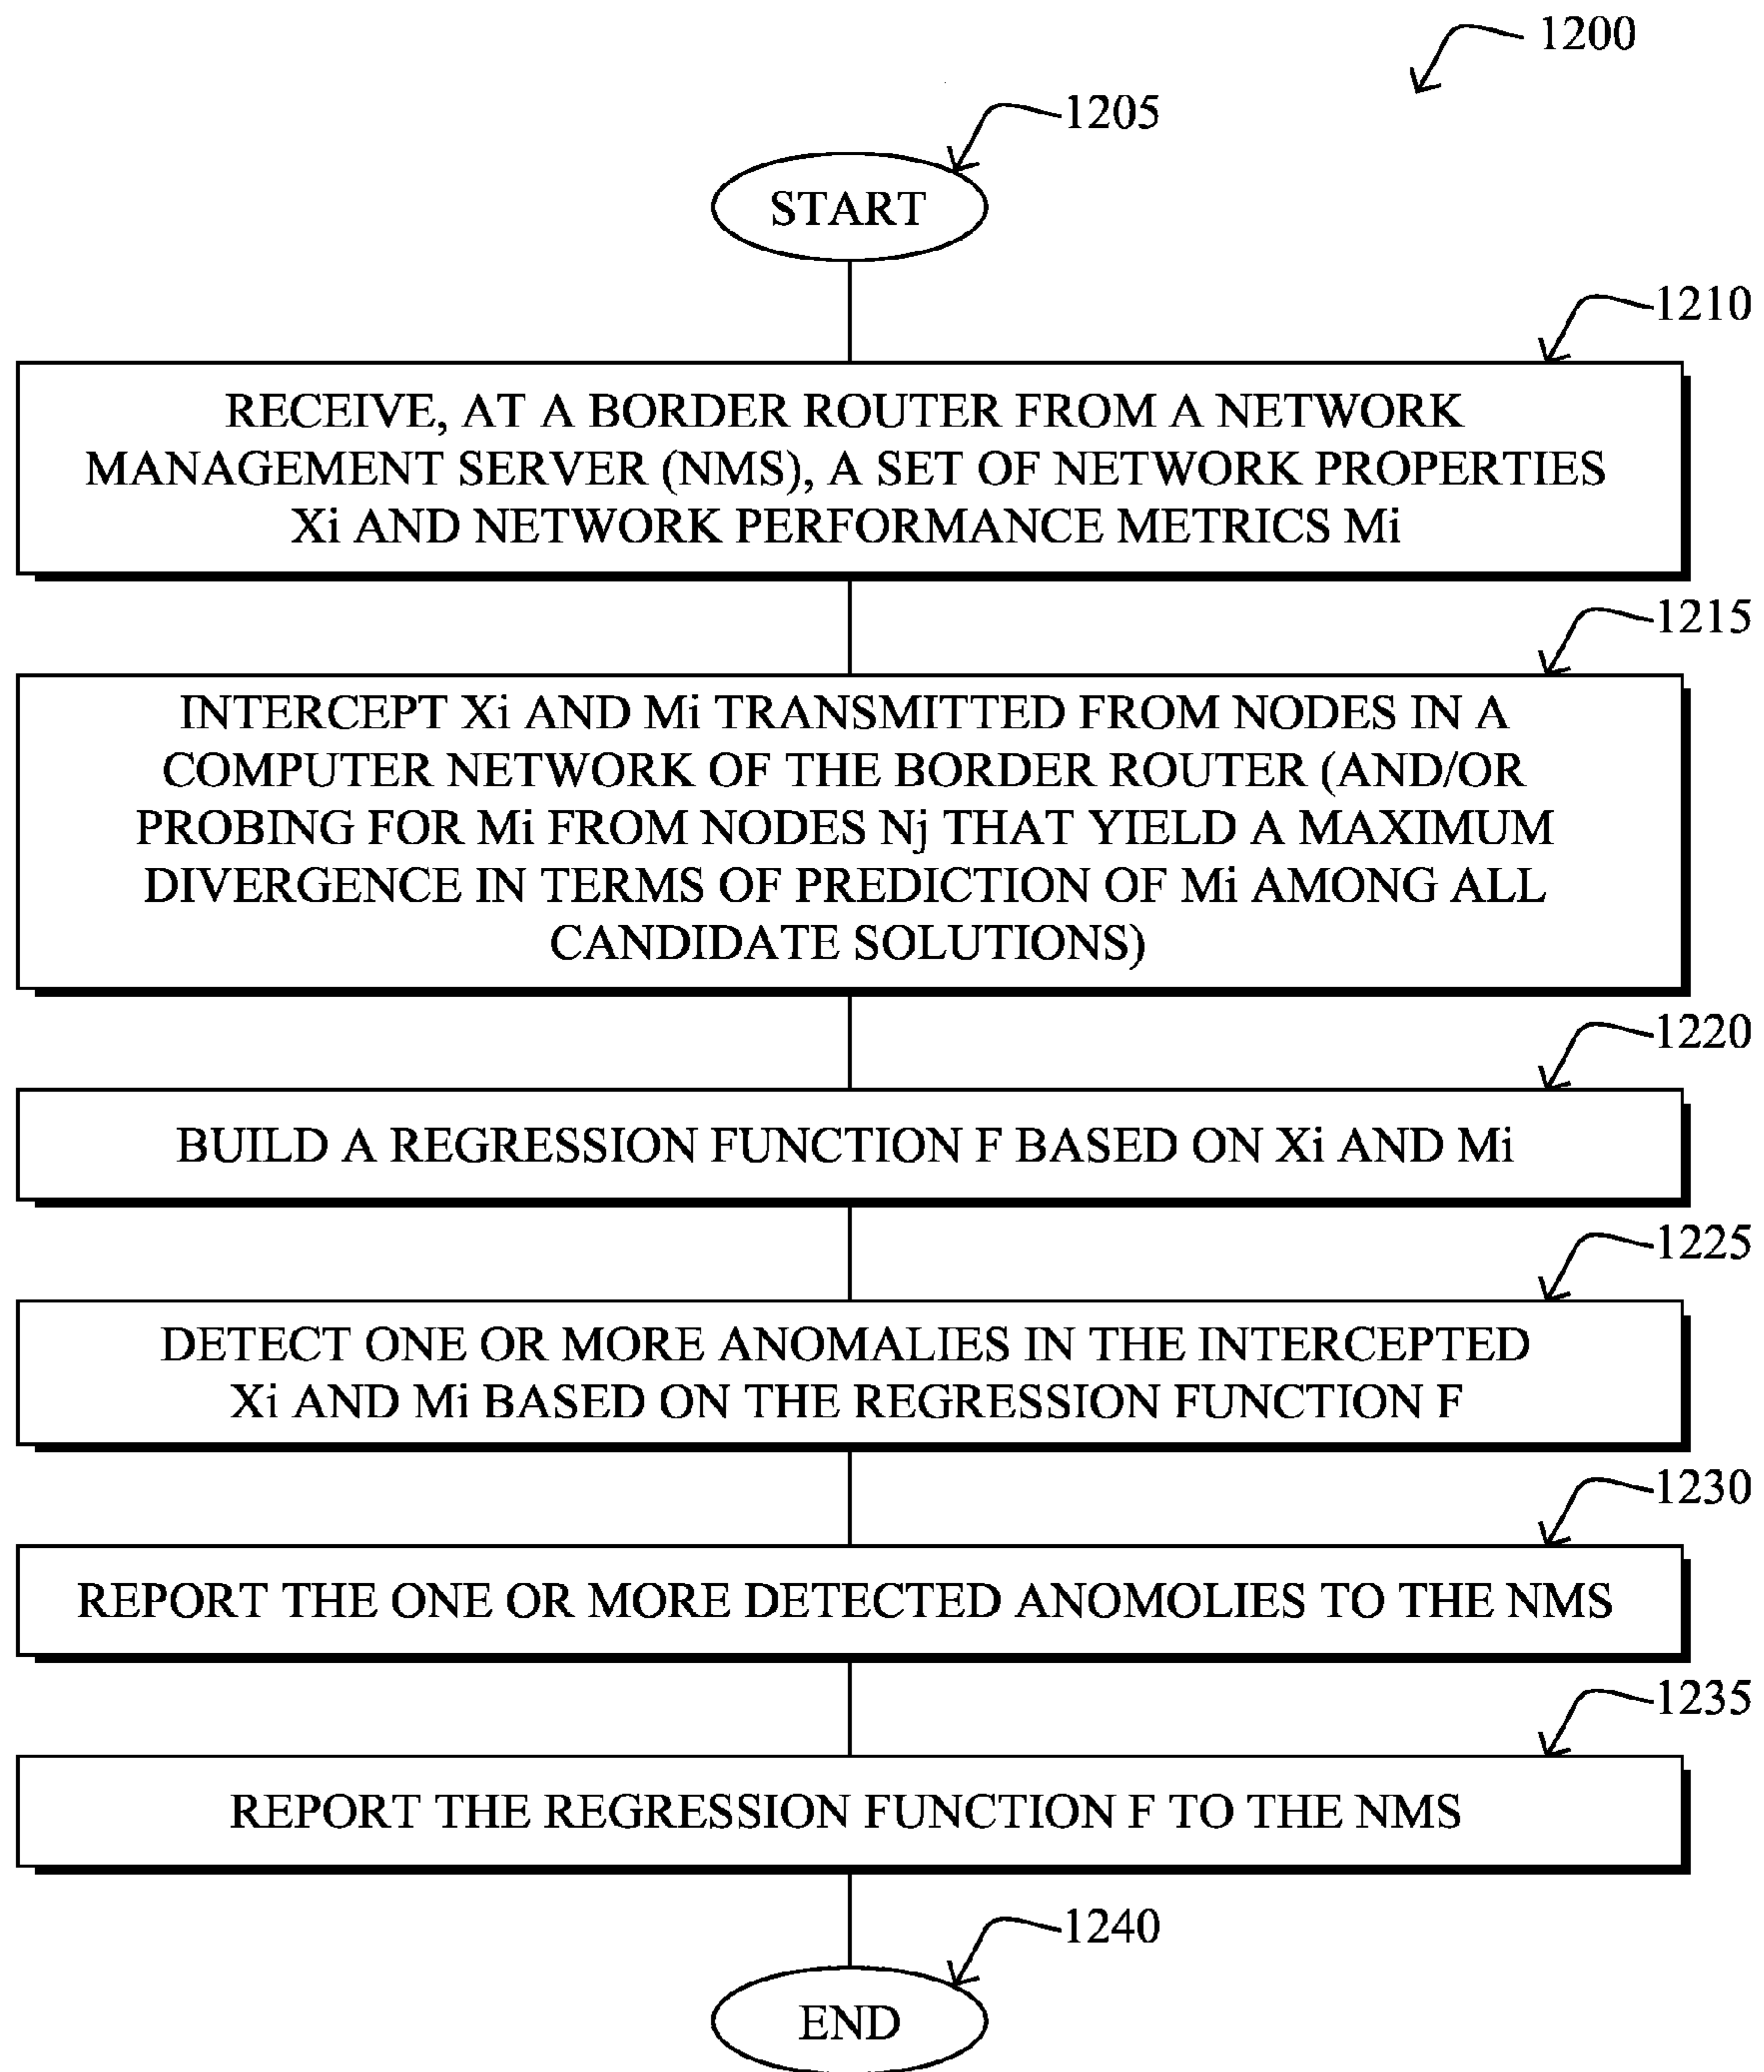 1200
1205
START
1210
RECEIVE, AT A BORDER ROUTER FROM A NETWORK
MANAGEMENT SERVER (NMS), A SET OF NETWORK PROPERTIES
Xi AND NETWORK PERFORMANCE METRICS Mi
1215
INTERCEPT Xi AND Mi TRANSMITTED FROM NODES IN A
COMPUTER NETWORK OF THE BORDER ROUTER (AND/OR
PROBING FOR Mi FROM NODES Nj THAT YIELD A MAXIMUM
DIVERGENCE IN TERMS OF PREDICTION OF Mi AMONG ALL
CANDIDATE SOLUTIONS)
1220
BUILD A REGRESSION FUNCTION F BASED ON Xi AND Mi
1225
DETECT ONE OR MORE ANOMALIES IN THE INTERCEPTED
Xi AND Mi BASED ON THE REGRESSION FUNCTION F
1230
REPORT THE ONE OR MORE DETECTED ANOMOLIES TO THE NMS
1235
REPORT THE REGRESSION FUNCTION F TO THE NMS
1240
END